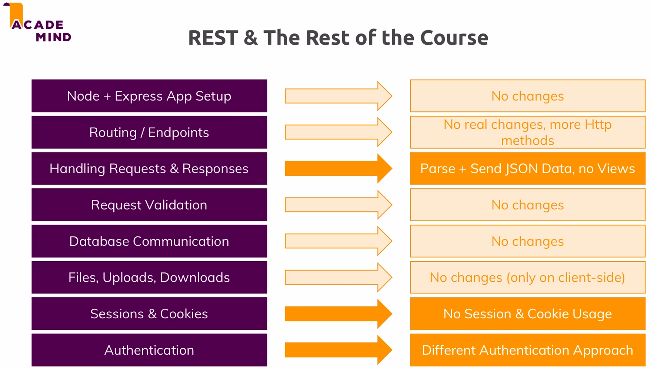 ACADE
MIND
REST & The Rest of the Course
Node + Express App Setup
No changes
Routing / Endpoints
No real changes, more Http
methods
Handling Requests & Responses
Parse + Send JSON Data, no Views
Request Validation
No changes
Database Communication
No changes
Files, Uploads, Downloads
No changes (only on client-side)
Sessions & Cookies
No Session & Cookie Usage
Authentication
Different Authentication Approach